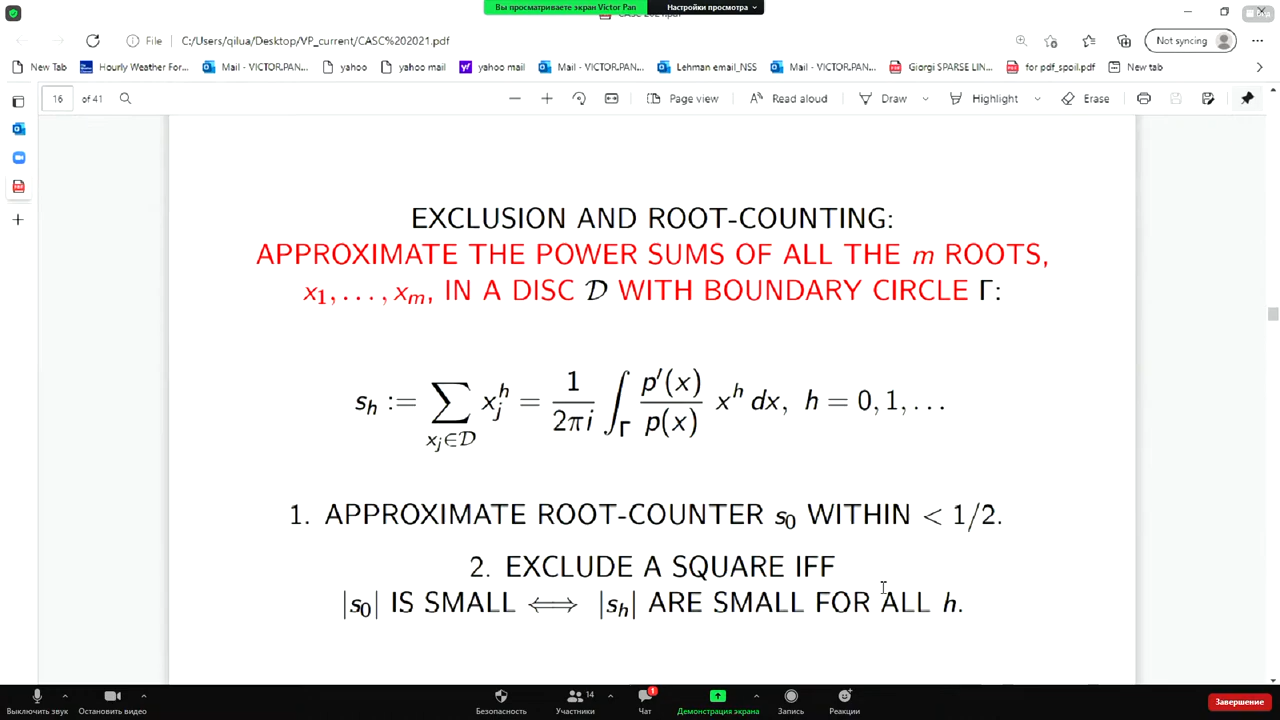 Вы просматриваете экран Victor Pan
Настройки просмотра
File
C:/Users/qilua/Desktop/VP_current/CASC%202021.pdf
Not syncing
New Tab
Hourly Weather For...
Mail - VICTOR.PAN...
yahoo
yahoo mail
yahoo mail
Mail - VICTOR.PAN...
Lehman email_NSS
Mail - VICTOR.PAN...
Giorgi SPARSE LIN...
for pdf_spoil.pdf
New tab
16 of 41
Page view
Read aloud
Draw
Highlight
Erase
EXCLUSION AND ROOT-COUNTING:
APPROXIMATE THE POWER SUMS OF ALL THE m ROOTS,
x₁, . . . , xₘ, IN A DISC 𝒟 WITH BOUNDARY CIRCLE Γ:
sₕ := ∑_{xⱼ∈𝒟} xⱼʰ = 1/(2πi) ∫_Γ p′(x)/p(x) xʰ dx, h = 0, 1, . . .
1. APPROXIMATE ROOT-COUNTER s₀ WITHIN < 1/2.
2. EXCLUDE A SQUARE IFF
|s₀| IS SMALL ⟺ |sₕ| ARE SMALL FOR ALL h.
Выключить звук
Остановить видео
Безопасность
14
Участники
1
Чат
Демонстрация экрана
Запись
Реакции
Завершение